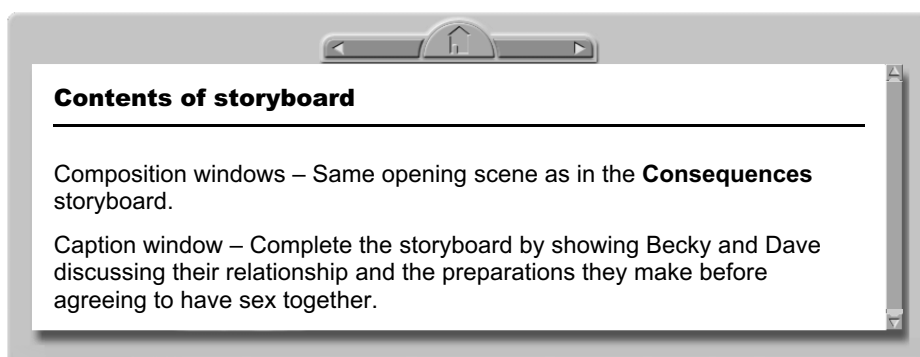 Contents of storyboard
Composition windows – Same opening scene as in the Consequences
storyboard.
Caption window – Complete the storyboard by showing Becky and Dave
discussing their relationship and the preparations they make before
agreeing to have sex together.